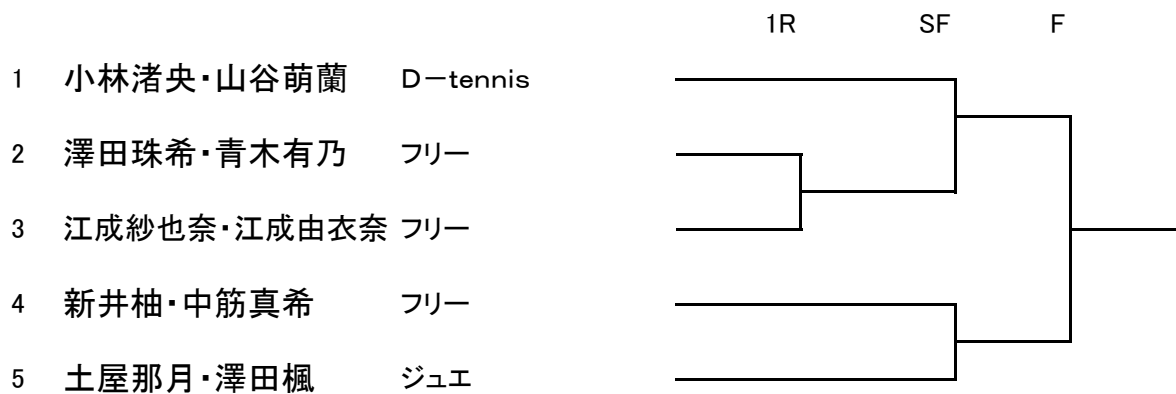 1R SF F
1 小林渚央・山谷萌蘭 D－tennis
2 澤田珠希・青木有乃 フリー
3 江成紗也奈・江成由衣奈 フリー
4 新井柚・中筋真希 フリー
5 土屋那月・澤田楓 ジュエ